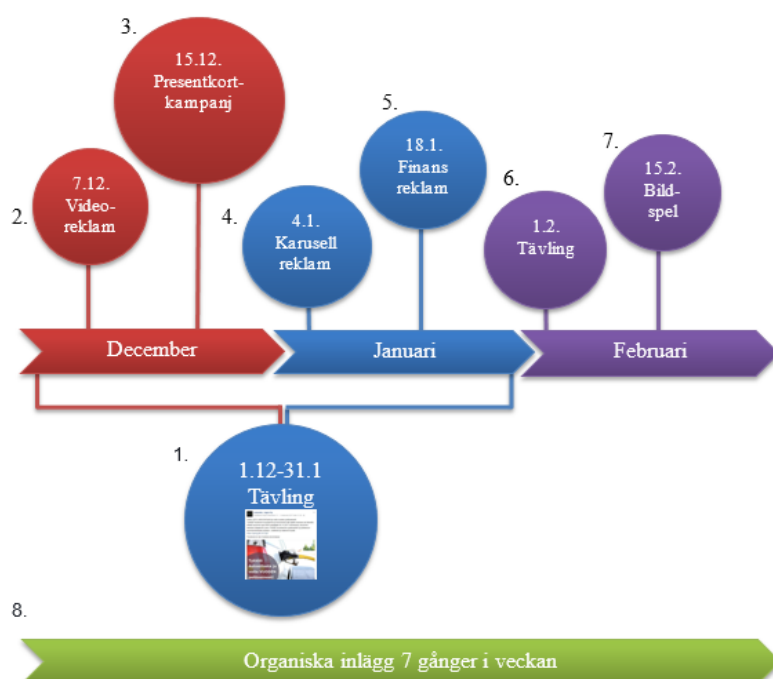 3.
15.12.
Presentkort-
kampanj
5.
18.1.
Finans
reklam
7.
15.2.
Bild-
spel
2.
7.12.
Video-
reklam
4.
4.1.
Karusell
reklam
6.
1.2.
Tävling
December
Januari
Februari
1.
1.12-31.1
Tävling
8.
Organiska inlägg 7 gånger i veckan